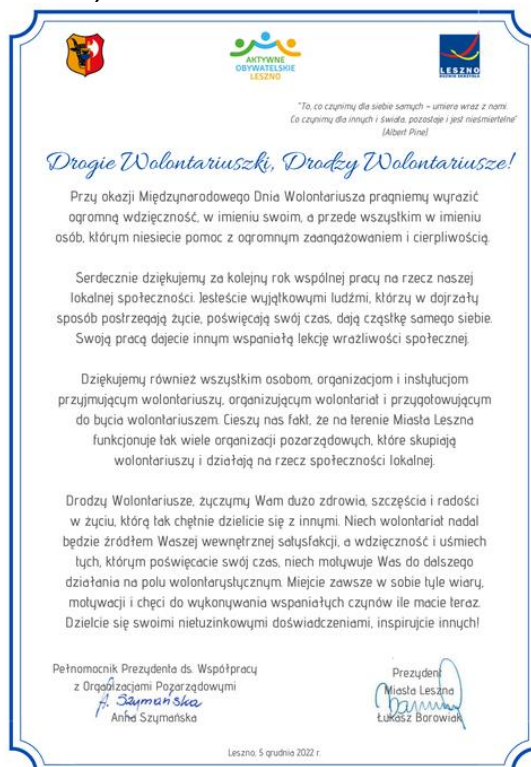 AKTYWNE
OBYWATELSKIE
LESZNO
LESZNO
"To, co czynimy dla siebie samych – umiera wraz z nami.
Co czynimy dla innych i świata, pozostaje i jest nieśmiertelne"
(Albert Pine)
Drogie Wolontariuszki, Drodzy Wolontariusze!
Przy okazji Międzynarodowego Dnia Wolontariusza pragniemy wyrazić
ogromną wdzięczność, w imieniu swoim, a przede wszystkim w imieniu
osób, którym niesiecie pomoc z ogromnym zaangażowaniem i cierpliwością.
Serdecznie dziękujemy za kolejny rok wspólnej pracy na rzecz naszej
lokalnej społeczności. Jesteście wyjątkowymi ludźmi, którzy w dojrzały
sposób postrzegają życie, poświęcają swój czas, dają cząstkę samego siebie.
Swoją pracą dajecie innym wspaniałą lekcję wrażliwości społecznej.
Dziękujemy również wszystkim osobom, organizacjom i instytucjom
przyjmującym wolontariuszy, organizującym wolontariat i przygotowującym
do bycia wolontariuszem. Cieszy nas fakt, że na terenie Miasta Leszna
funkcjonuje tak wiele organizacji pozarządowych, które skupiają
wolontariuszy i działają na rzecz społeczności lokalnej.
Drodzy Wolontariusze, życzymy Wam dużo zdrowia, szczęścia i radości
w życiu, którą tak chętnie dzielicie się z innymi. Niech wolontariat nadal
będzie źródłem Waszej wewnętrznej satysfakcji, a wdzięczność i uśmiech
tych, którym poświęcacie swój czas, niech motywuje Was do dalszego
działania na polu wolontarystycznym. Miejcie zawsze w sobie tyle wiary,
motywacji i chęci do wykonywania wspaniałych czynów ile macie teraz.
Dzielcie się swoimi nietuzinkowymi doświadczeniami, inspirujcie innych!
Pełnomocnik Prezydenta ds. Współpracy
z Organizacjami Pozarządowymi
A. Szymańska
Anna Szymańska
Prezydent
Miasta Leszna
Łukasz Borowiak
Leszno, 5 grudnia 2022 r.